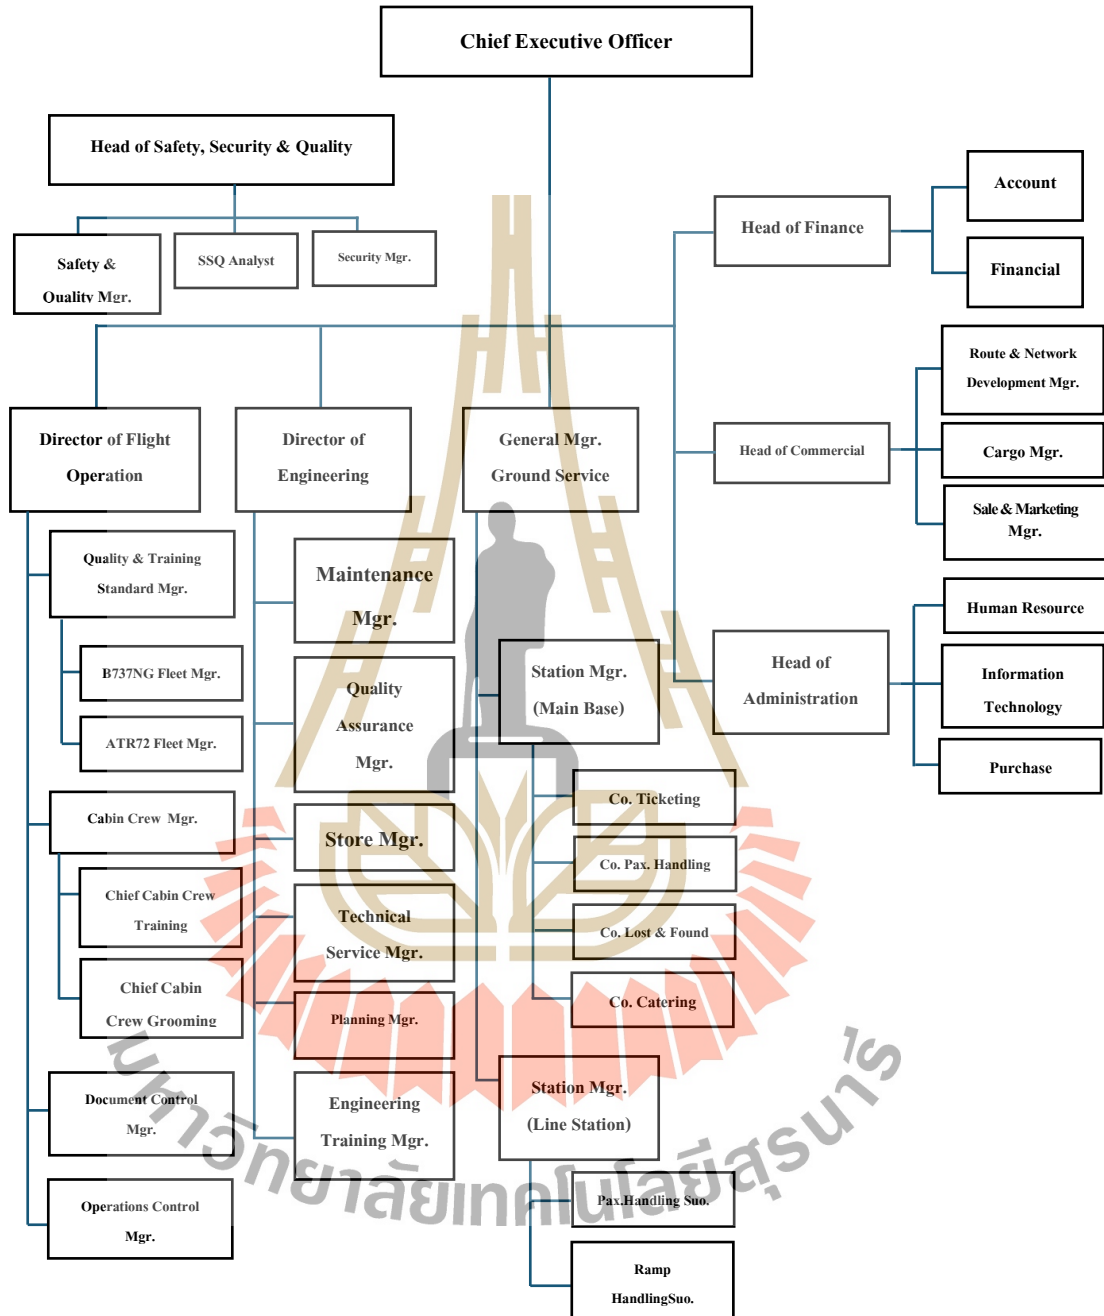 Chief Executive Officer
Head of Safety, Security & Quality
Safety &
Quality Mgr.
SSQ Analyst
Security Mgr.
Head of Finance
Account
Financial
Director of Flight
Operation
Director of
Engineering
General Mgr.
Ground Service
Head of Commercial
Route & Network
Development Mgr.
Cargo Mgr.
Sale & Marketing
Mgr.
Head of
Administration
Human Resource
Information
Technology
Purchase
Quality & Training
Standard Mgr.
B737NG Fleet Mgr.
ATR72 Fleet Mgr.
Cabin Crew Mgr.
Chief Cabin Crew
Training
Chief Cabin
Crew Grooming
Document Control
Mgr.
Operations Control
Mgr.
Maintenance
Mgr.
Quality
Assurance
Mgr.
Store Mgr.
Technical
Service Mgr.
Planning Mgr.
Engineering
Training Mgr.
Station Mgr.
(Main Base)
Co. Ticketing
Co. Pax. Handling
Co. Lost & Found
Co. Catering
Station Mgr.
(Line Station)
Pax.Handling Suo.
Ramp
HandlingSuo.
มหาวิทยาลัยเทคโนโลยีสุรนารี